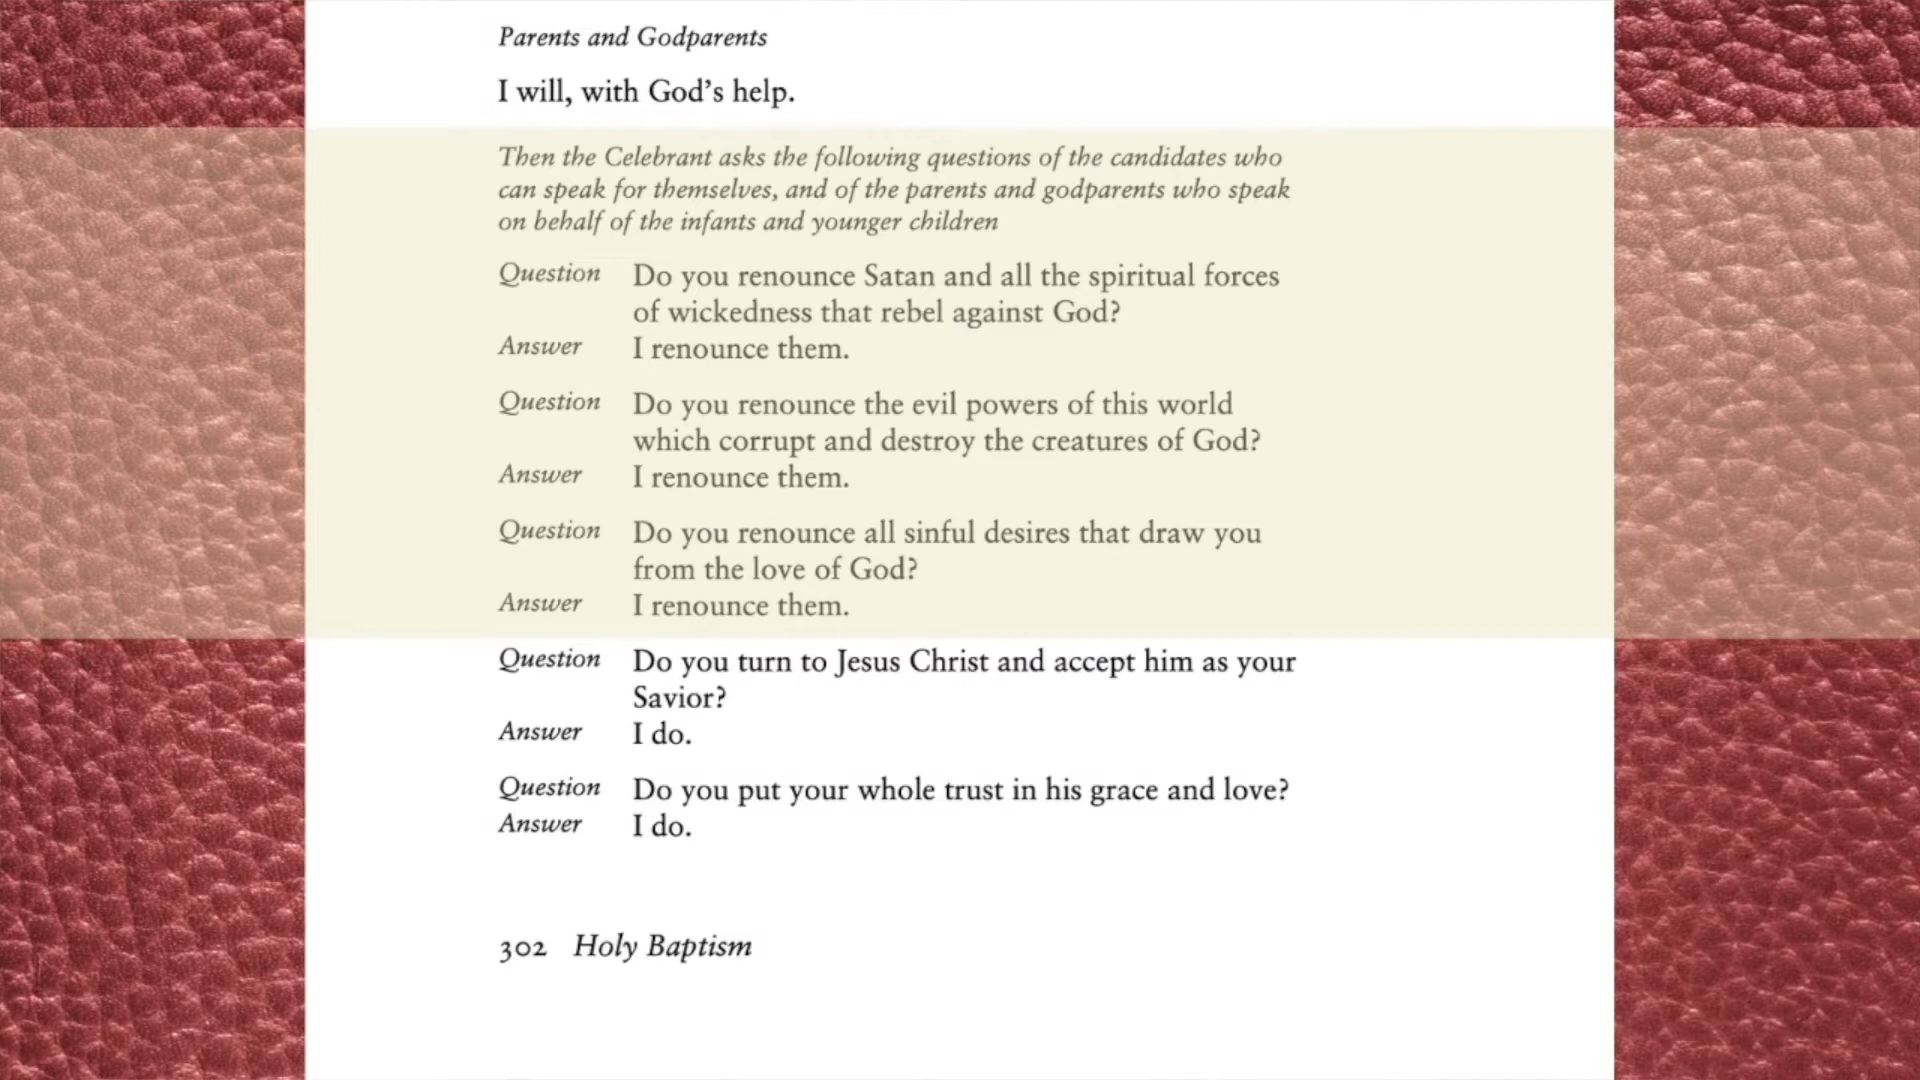 Parents and Godparents
I will, with God's help.
Then the Celebrant asks the following questions of the candidates who
can speak for themselves, and of the parents and godparents who speak
on behalf of the infants and younger children
Question Do you renounce Satan and all the spiritual forces
of wickedness that rebel against God?
Answer I renounce them.
Question Do you renounce the evil powers of this world
which corrupt and destroy the creatures of God?
Answer I renounce them.
Question Do you renounce all sinful desires that draw you
from the love of God?
Answer I renounce them.
Question Do you turn to Jesus Christ and accept him as your
Savior?
Answer I do.
Question Do you put your whole trust in his grace and love?
Answer I do.
302 Holy Baptism